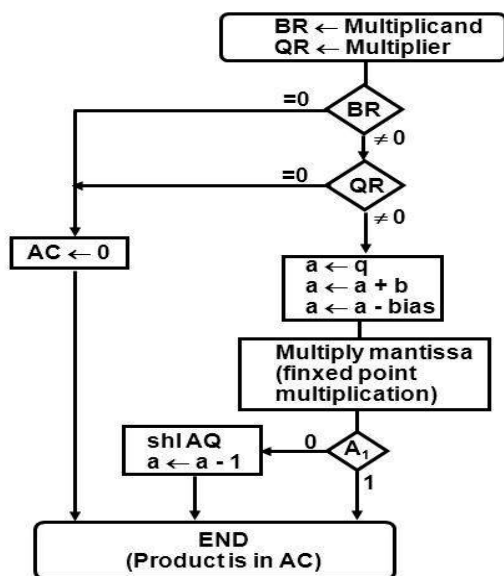 BR ← Multiplicand
QR ← Multiplier
=0
BR
≠ 0
=0
QR
≠ 0
AC ← 0
a ← q
a ← a + b
a ← a - bias
Multiply mantissa
(finxed point
multiplication)
shl AQ
a ← a - 1
0
A₁
1
END
(Product is in AC)